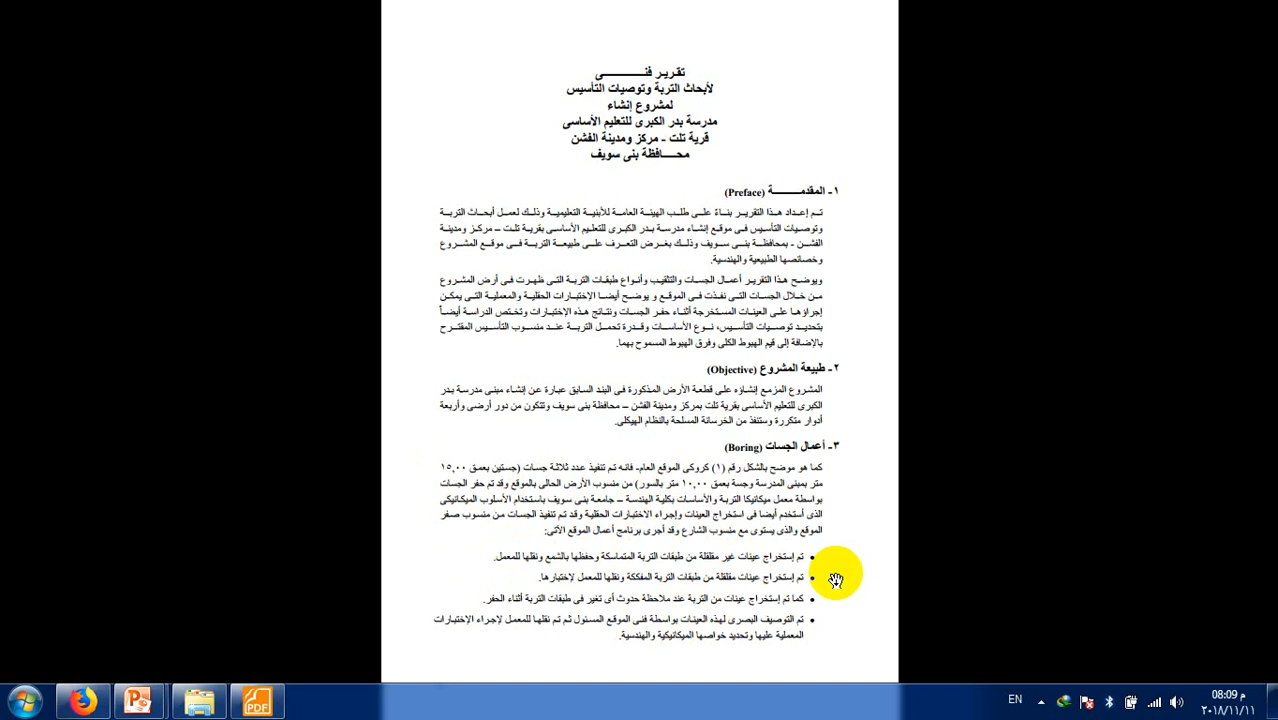 تقرير فنـــــــى
لأبحاث التربة وتوصيات التأسيس
لمشروع إنشاء
مدرسة بدر الكبرى للتعليم الأساسى
قرية تلت - مركز ومدينة الفشن
محـــافظة بنى سويف
١- المقدمــــــــة (Preface)
تم إعداد هذا التقرير بناءً على طلب الهيئة العامة للأبنية التعليمية وذلك لعمل أبحاث التربة
وتوصيات التأسيس فى موقع إنشاء مدرسة بدر الكبرى للتعليم الأساسى بقرية تلت – مركز ومدينة
الفشن - بمحافظة بنى سويف وذلك بغرض التعرف على طبيعة التربة فى موقع المشروع
وخصائصها الطبيعية والهندسية.
ويوضح هذا التقرير أعمال الجسات والتثقيب وأنواع طبقات التربة التى ظهرت فى أرض المشروع
من خلال الجسات التى نفذت فى الموقع و يوضح أيضا الإختبارات الحقلية والمعملية التى يمكن
إجراؤها على العينات المستخرجة أثناء حفر الجسات ونتائج هذه الإختبارات وتختص الدراسة أيضاً
بتحديد توصيات التأسيس، نوع الأساسات وقدرة تحمل التربة عند منسوب التأسيس المقترح
بالإضافة إلى قيم الهبوط الكلى وفرق الهبوط المسموح بهما.
٢- طبيعة المشروع (Objective)
المشروع المزمع إنشاؤه على قطعة الأرض المذكورة فى البند السابق عبارة عن إنشاء مبنى مدرسة بدر
الكبرى للتعليم الأساسى بقرية تلت بمركز ومدينة الفشن – محافظة بنى سويف وتتكون من دور أرضى وأربعة
أدوار متكررة وستنفذ من الخرسانة المسلحة بالنظام الهيكلى.
٣- أعمال الجسات (Boring)
كما هو موضح بالشكل رقم (١) كروكى الموقع العام- فانه تم تنفيذ عدد ثلاثة جسات (جستين بعمق ١٥,٠٠
متر بمبنى المدرسة وجسة بعمق ١٠,٠٠ متر بالسور) من منسوب الأرض الحالى بالموقع وقد تم حفر الجسات
بواسطة معمل ميكانيكا التربة والأساسات بكلية الهندسة – جامعة بنى سويف باستخدام الأسلوب الميكانيكى
الذى أستخدم أيضا فى استخراج العينات وإجراء الاختبارات الحقلية وقد تم تنفيذ الجسات من منسوب صفر
الموقع والذى يستوى مع منسوب الشارع وقد أجرى برنامج أعمال الموقع الآتى:
• تم إستخراج عينات غير مقلقلة من طبقات التربة المتماسكة وحفظها بالشمع ونقلها للمعمل.
• تم إستخراج عينات مقلقلة من طبقات التربة المفككة ونقلها للمعمل لإختبارها.
• كما تم إستخراج عينات من التربة عند ملاحظة حدوث أى تغير فى طبقات التربة أثناء الحفر.
• تم التوصيف البصرى لهذه العينات بواسطة فنى الموقع المسئول ثم تم نقلها للمعمل لإجراء الإختبارات
المعملية عليها وتحديد خواصها الميكانيكية والهندسية.
PDF
EN
08:09 م
٢٠١٨/١١/١١